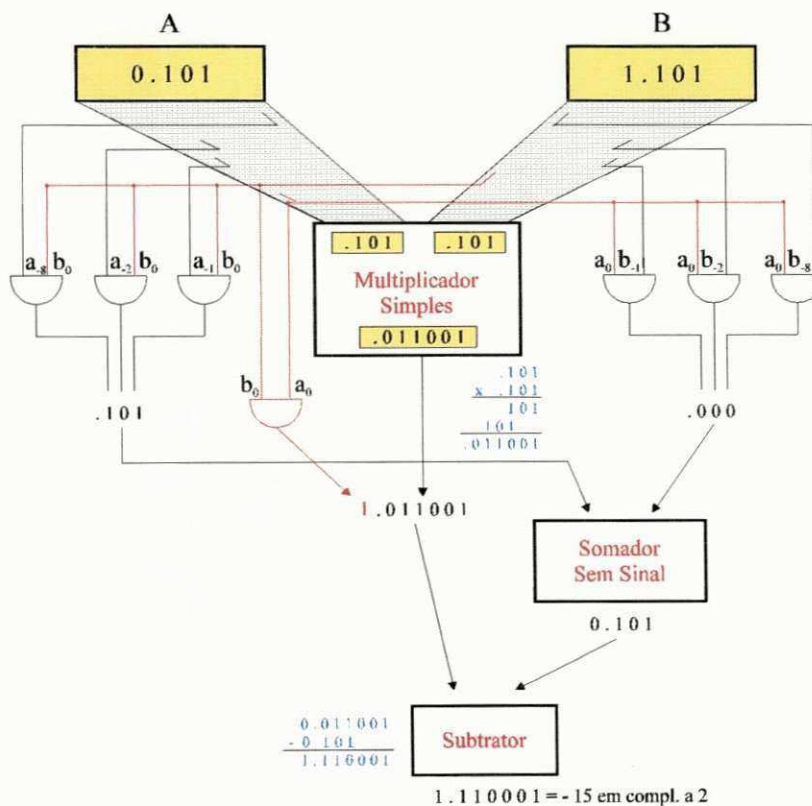 A B
0.101 1.101
a-8 b0 a-2 b0 a-1 b0 a0 b-1 a0 b-2 a0 b-8
.101 .101
Multiplicador
Simples
.011001
b0 a0
.101
x .101
101
101
.011001
.101
.000
1.011001
Somador
Sem Sinal
0.101
0.011001
-0 101
1.110001
Subtrator
1.110001 = - 15 em compl. a 2